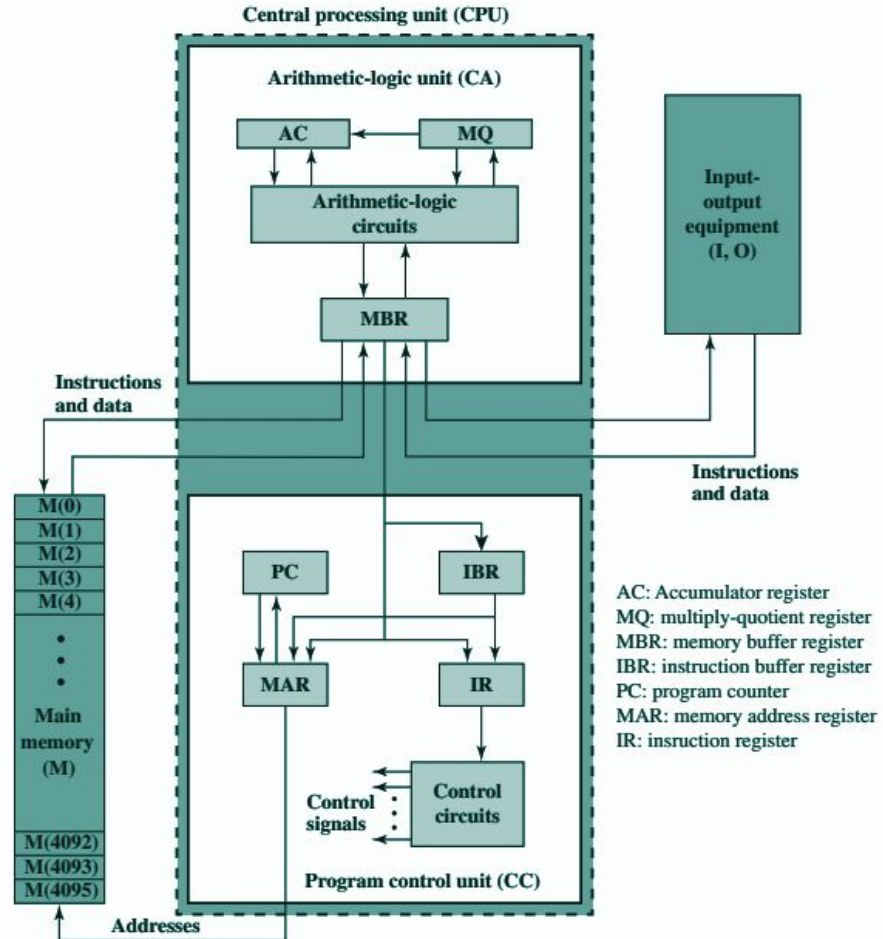 Central processing unit (CPU)
Arithmetic-logic unit (CA)
AC
MQ
Arithmetic-logic
circuits
MBR
Input-
output
equipment
(I, O)
Instructions
and data
Instructions
and data
M(0)
M(1)
M(2)
M(3)
M(4)
Main
memory
(M)
M(4092)
M(4093)
M(4095)
PC
IBR
MAR
IR
Control
signals
Control
circuits
Program control unit (CC)
Addresses
AC: Accumulator register
MQ: multiply-quotient register
MBR: memory buffer register
IBR: instruction buffer register
PC: program counter
MAR: memory address register
IR: insruction register